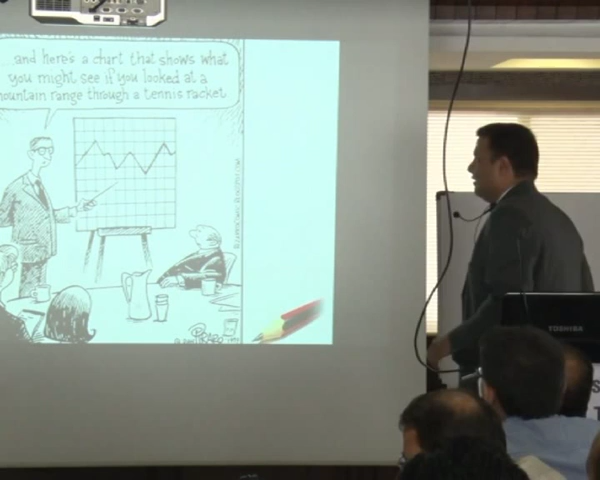 and here's a chart that shows what
you might see if you looked at a
mountain range through a tennis racket
TOSHIBA